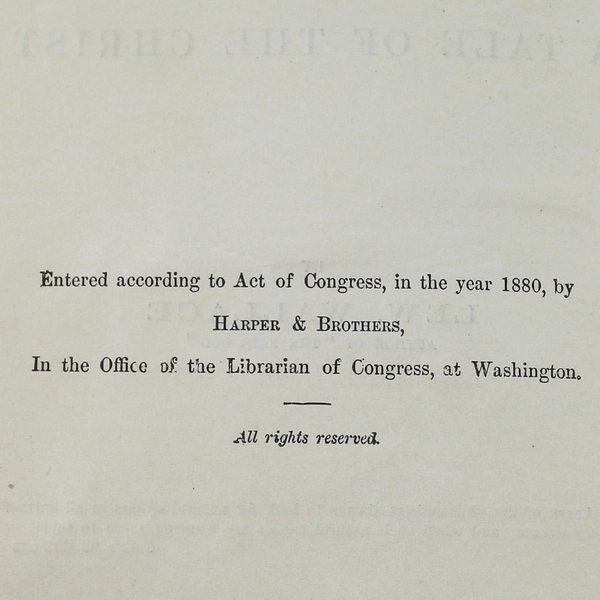 Entered according to Act of Congress, in the year 1880, by
HARPER & BROTHERS,
In the Office of the Librarian of Congress, at Washington.
All rights reserved.